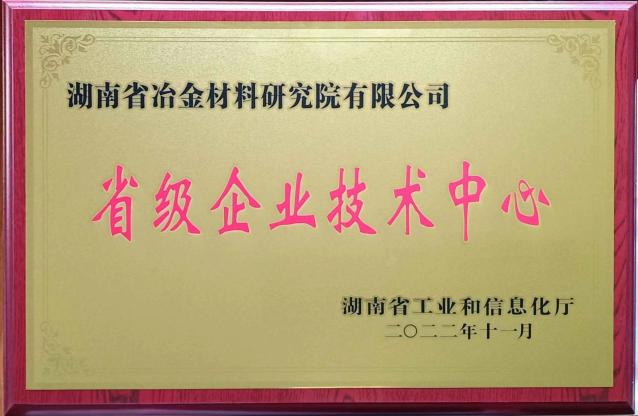 湖南省冶金材料研究院有限公司
省级企业技术中心
湖南省工业和信息化厅
二〇二二年十一月